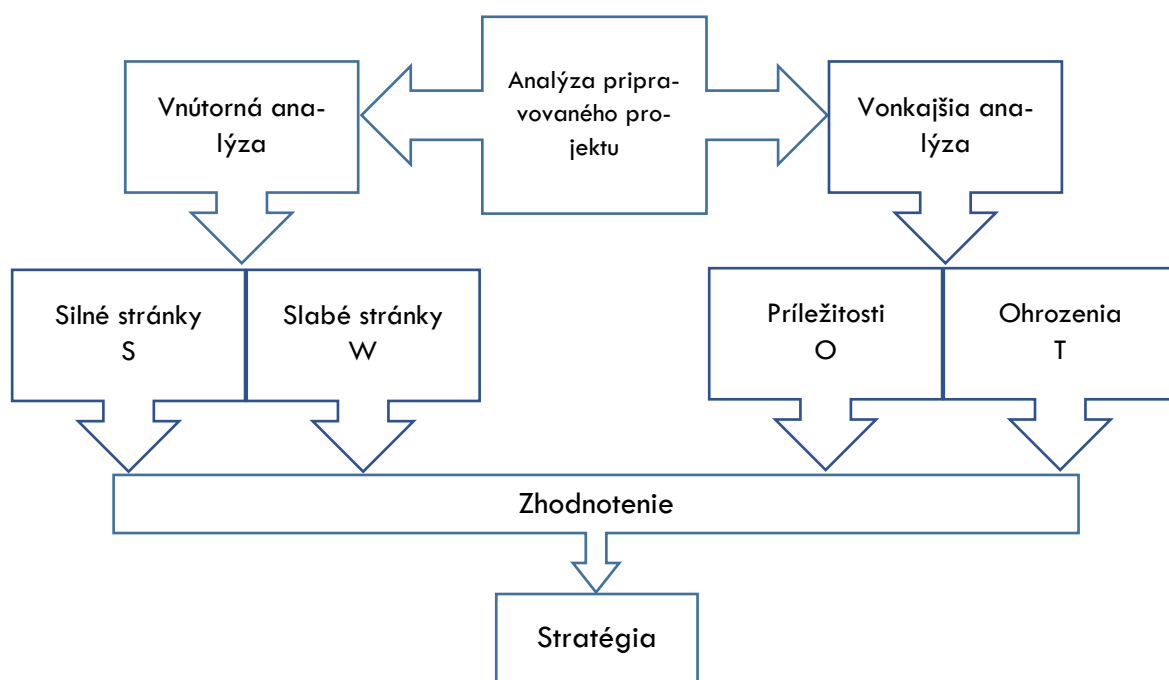 Analýza pripra-
vovaného pro-
jektu
Vnútorná ana-
lýza
Vonkajšia ana-
lýza
Silné stránky
S
Slabé stránky
W
Príležitosti
O
Ohrozenia
T
Zhodnotenie
Stratégia